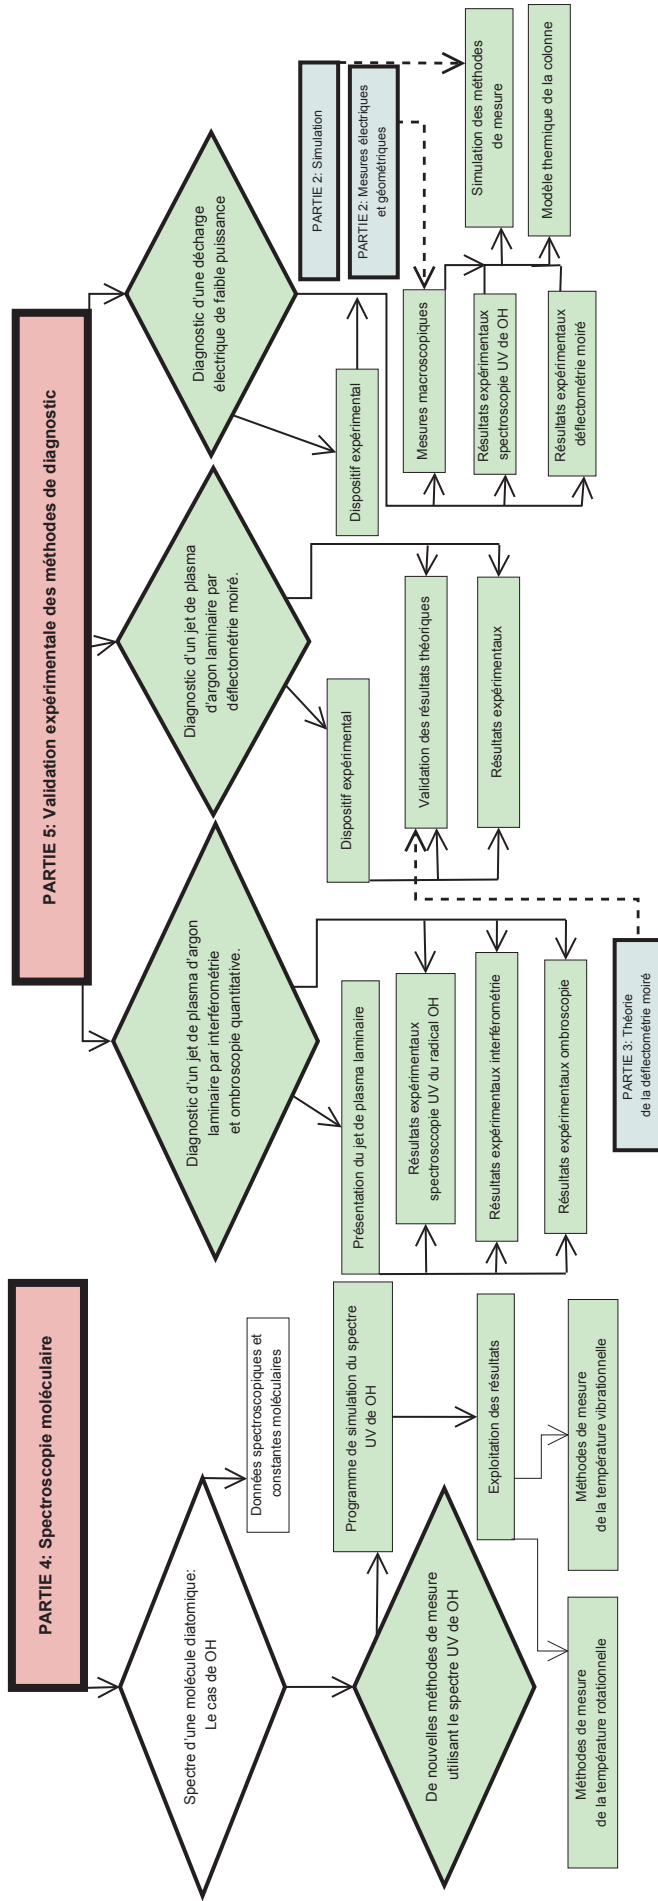 PARTIE 4: Spectroscopie moléculaire
Spectre d'une molécule diatomique:
Le cas de OH
Données spectroscopiques et
constantes moléculaires
De nouvelles méthodes de mesure
utilisant le spectre UV de OH
Programme de simulation du spectre
UV de OH
Exploitation des résultats
Méthodes de mesure
de la température rotationnelle
Méthodes de mesure
de la température vibrationnelle
PARTIE 5: Validation expérimentale des méthodes de diagnostic
Diagnostic d'un jet de plasma d'argon
laminaire par interférométrie
et ombroscopie quantitative.
Présentation du jet de plasma laminaire
Résultats expérimentaux
spectrosccopie UV du radical OH
Résultats expérimentaux interférométrie
Résultats expérimentaux ombroscopie
Diagnostic d'un jet de plasma
d'argon laminaire par
déflectométrie moiré.
Dispositif expérimental
Validation des résultats théoriques
Résultats expérimentaux
PARTIE 3: Théorie
de la déflectométrie moiré
Diagnostic d'une décharge
électrique de faible puissance
Dispositif expérimental
Mesures macroscopiques
Résultats expérimentaux
spectroscopie UV de OH
Résultats expérimentaux
déflectométrie moiré
PARTIE 2: Simulation
PARTIE 2: Mesures électriques
et géométriques
Simulation des méthodes
de mesure
Modèle thermique de la colonne